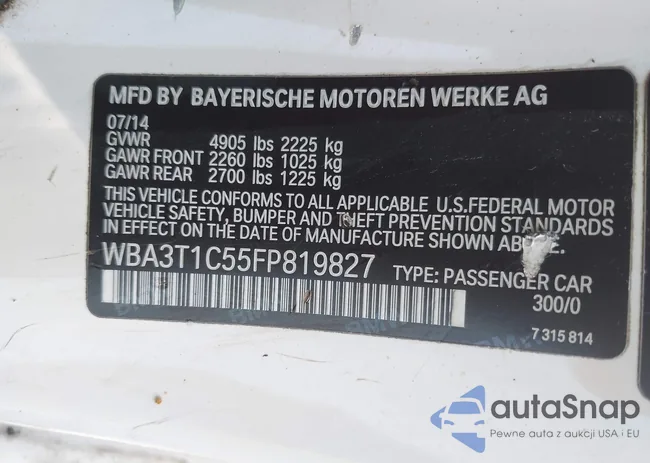 MFD BY BAYERISCHE MOTOREN WERKE AG
07/14
GVWR 4905 lbs 2225 kg
GAWR FRONT 2260 lbs 1025 kg
GAWR REAR 2700 lbs 1225 kg
THIS VEHICLE CONFORMS TO ALL APPLICABLE U.S.FEDERAL MOTOR
VEHICLE SAFETY, BUMPER AND THEFT PREVENTION STANDARDS
IN EFFECT ON THE DATE OF MANUFACTURE SHOWN ABOVE.
WBA3T1C55FP819827 TYPE: PASSENGER CAR
300/0
7 315 814
autaSnap
Pewne auta z aukcji USA i EU